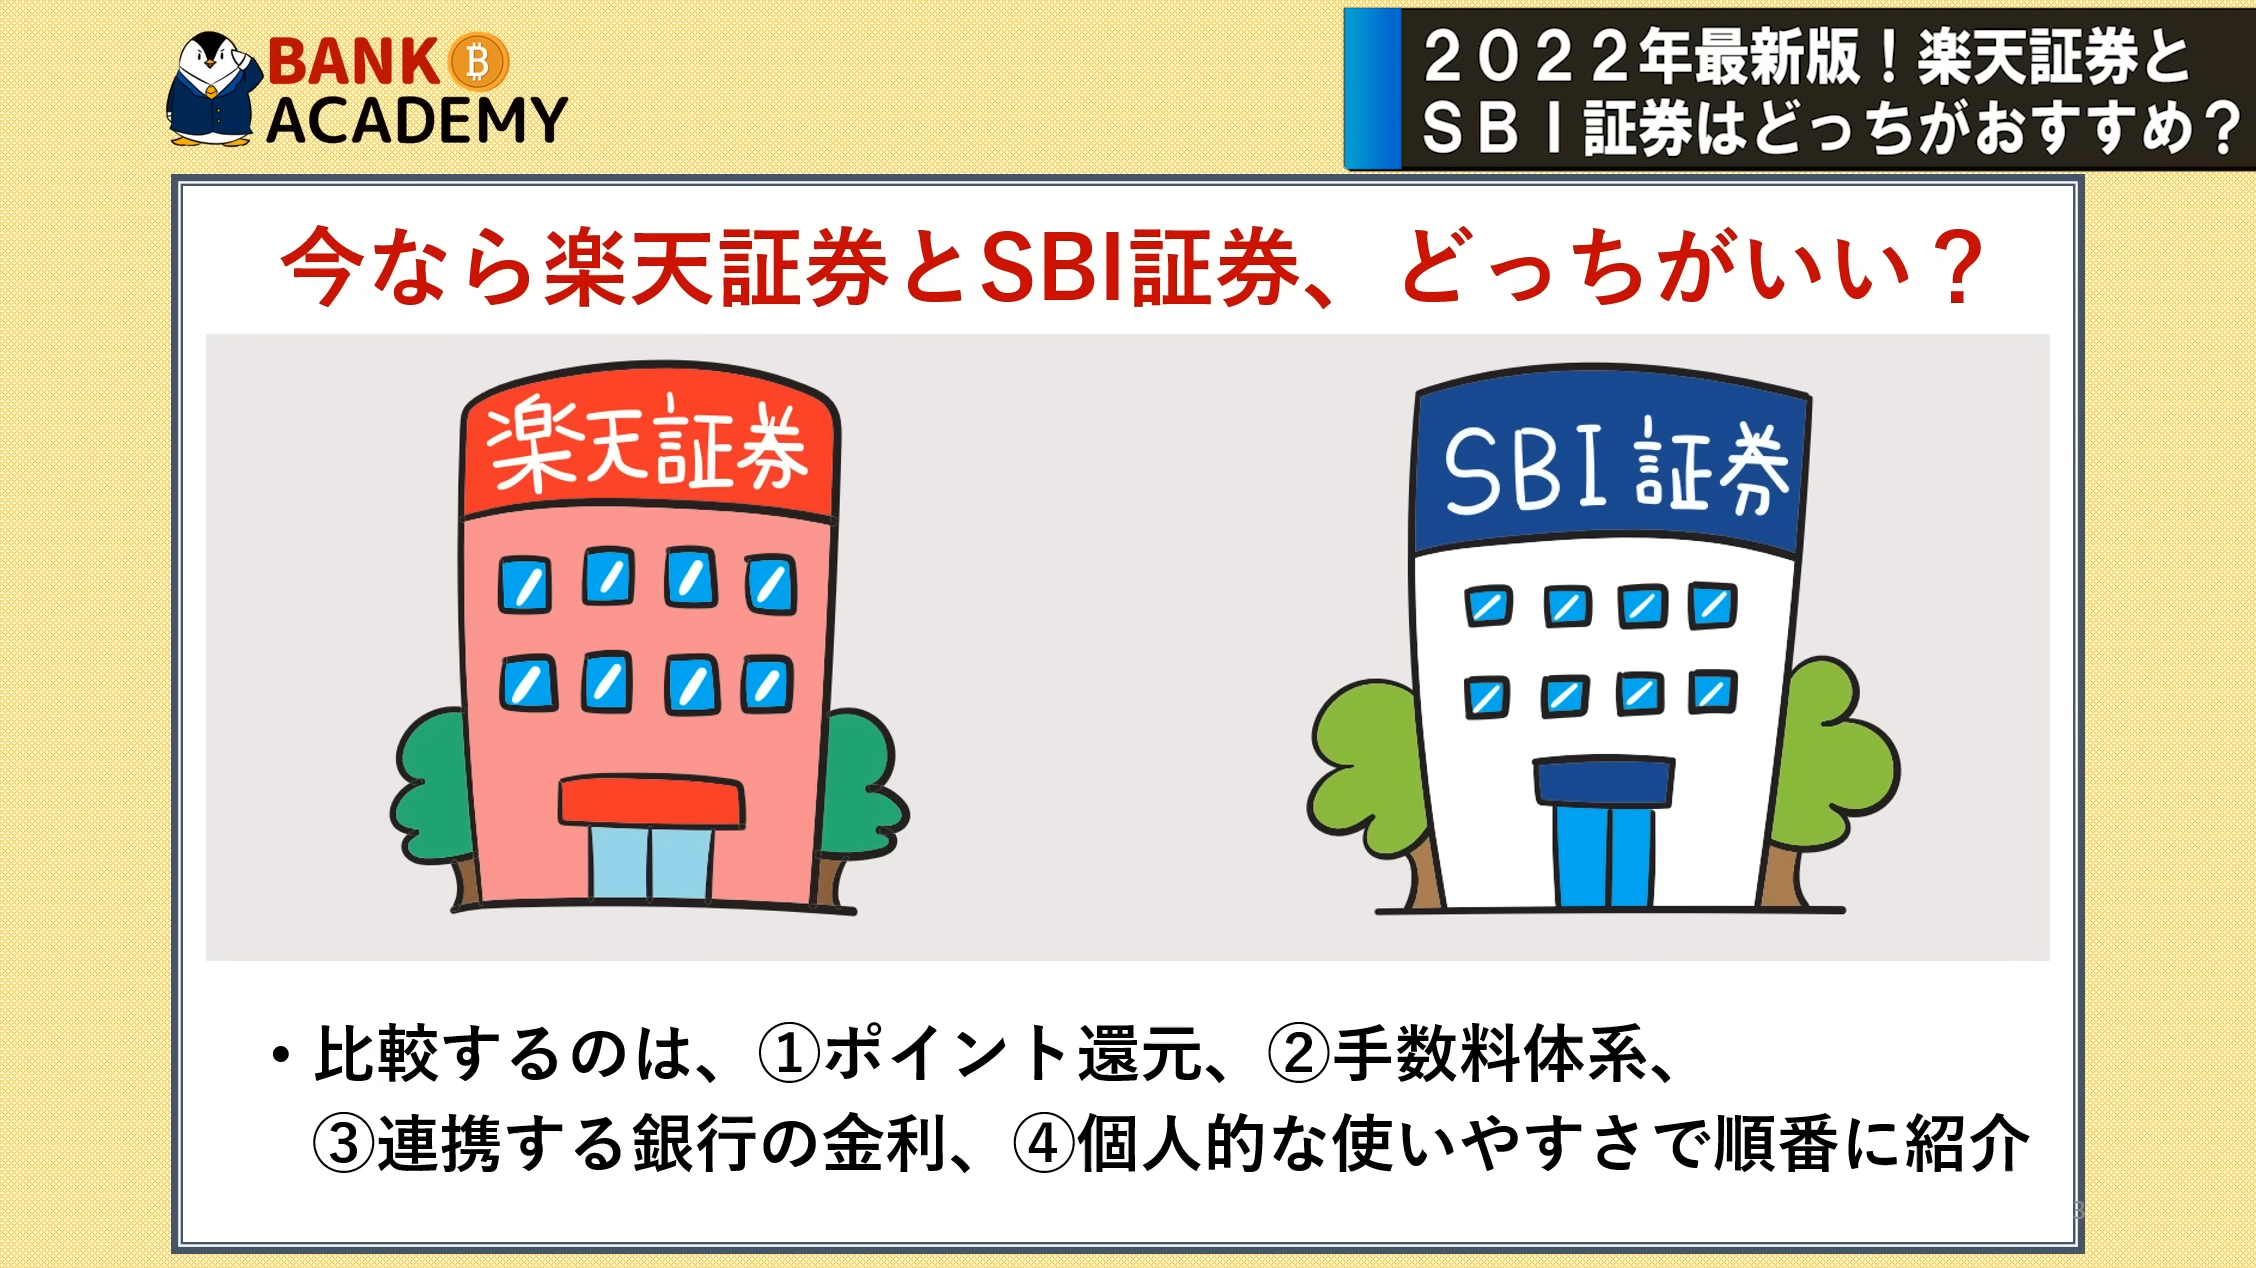 BANK
ACADEMY
２０２２年最新版！楽天証券と
ＳＢＩ証券はどっちがおすすめ？
今なら楽天証券とSBI証券、どっちがいい？
楽天証券
SBI証券
・比較するのは、①ポイント還元、②手数料体系、
③連携する銀行の金利、④個人的な使いやすさで順番に紹介
3